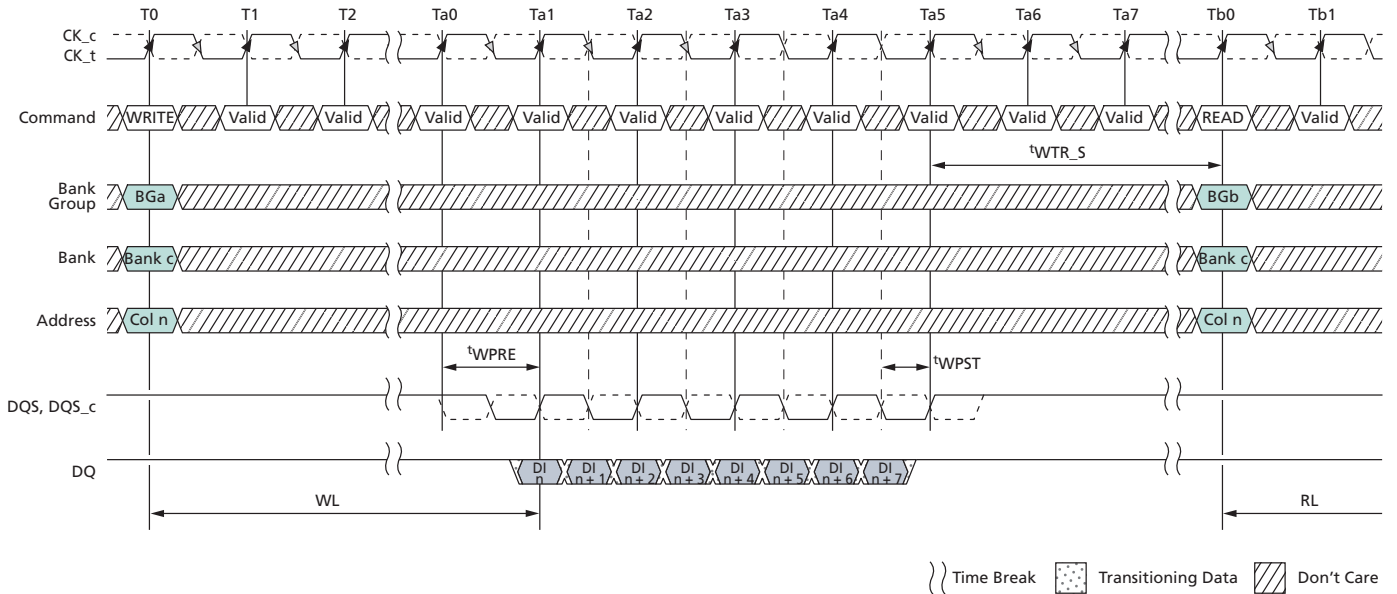 T0 T1 T2 Ta0 Ta1 Ta2 Ta3 Ta4 Ta5 Ta6 Ta7 Tb0 Tb1
CK_c
CK_t
Command WRITE Valid Valid Valid Valid Valid Valid Valid Valid Valid Valid READ Valid
tWTR_S
Bank
Group BGa BGb
Bank Bank c Bank c
Address Col n Col n
tWPRE tWPST
DQS, DQS_c
DQ
DI DI DI DI DI DI DI DI
n n + 1 n + 2 n + 3 n + 4 n + 5 n + 6 n + 7
WL RL
Time Break Transitioning Data Don't Care